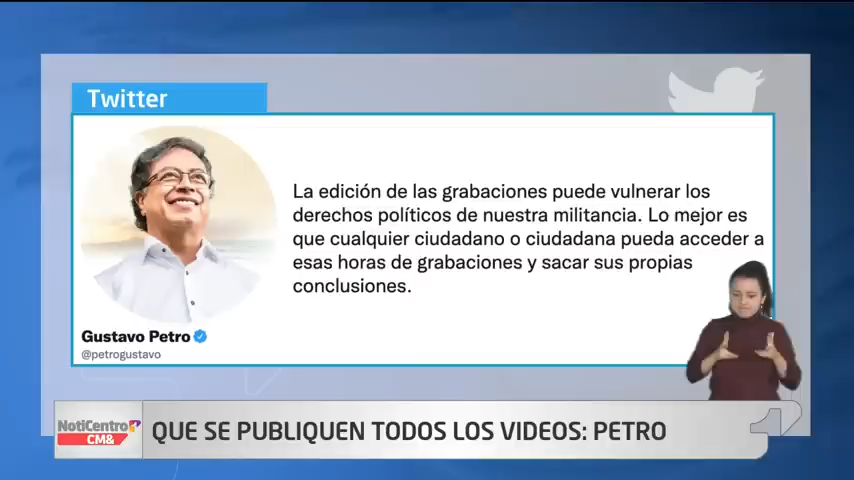 Twitter
La edición de las grabaciones puede vulnerar los
derechos políticos de nuestra militancia. Lo mejor es
que cualquier ciudadano o ciudadana pueda acceder a
esas horas de grabaciones y sacar sus propias
conclusiones.
Gustavo Petro
@petrogustavo
NotiCentro 1
CM&
QUE SE PUBLIQUEN TODOS LOS VIDEOS: PETRO